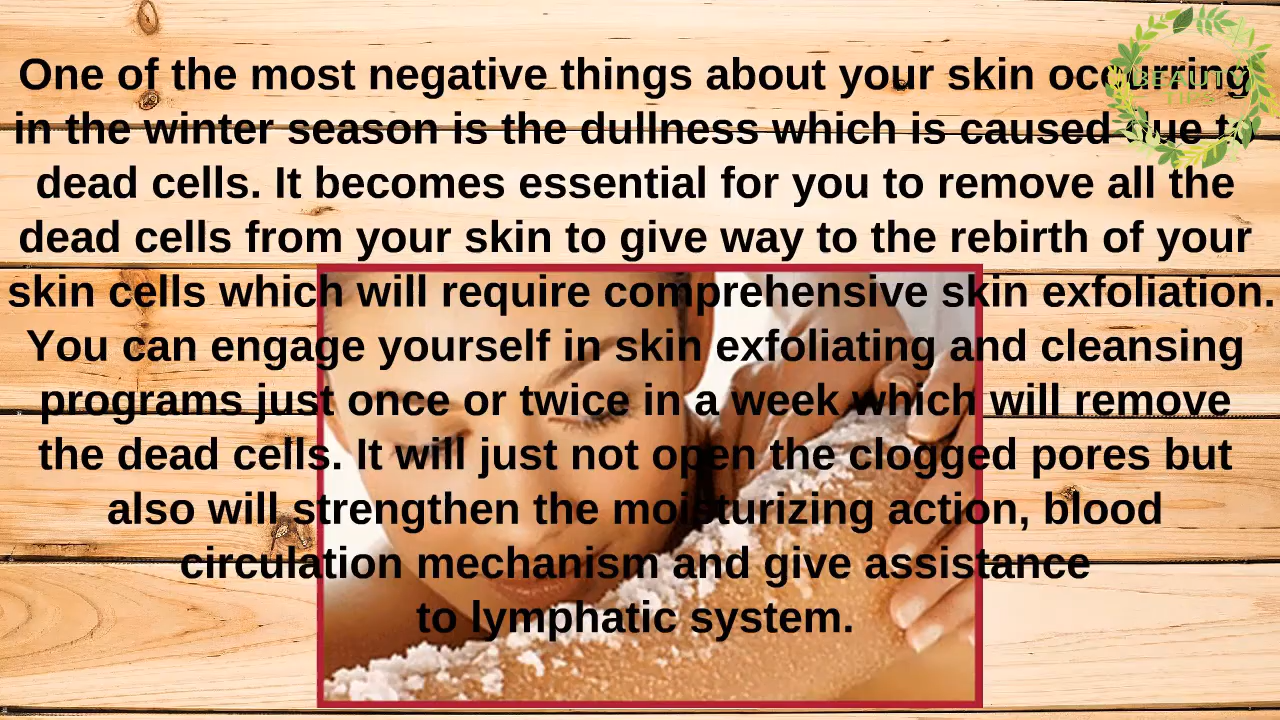 One of the most negative things about your skin occurring
in the winter season is the dullness which is caused due to
dead cells. It becomes essential for you to remove all the
dead cells from your skin to give way to the rebirth of your
skin cells which will require comprehensive skin exfoliation.
You can engage yourself in skin exfoliating and cleansing
programs just once or twice in a week which will remove
the dead cells. It will just not open the clogged pores but
also will strengthen the moisturizing action, blood
circulation mechanism and give assistance
to lymphatic system.
BEAUTY
TIPS